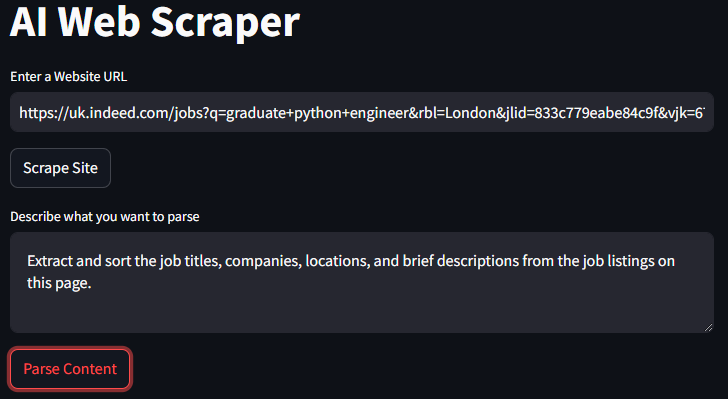 AI Web Scraper
Enter a Website URL
https://uk.indeed.com/jobs?q=graduate+python+engineer&rbl=London&jlid=833c779eabe84c9f&vjk=6
Scrape Site
Describe what you want to parse
Extract and sort the job titles, companies, locations, and brief descriptions from the job listings on
this page.
Parse Content